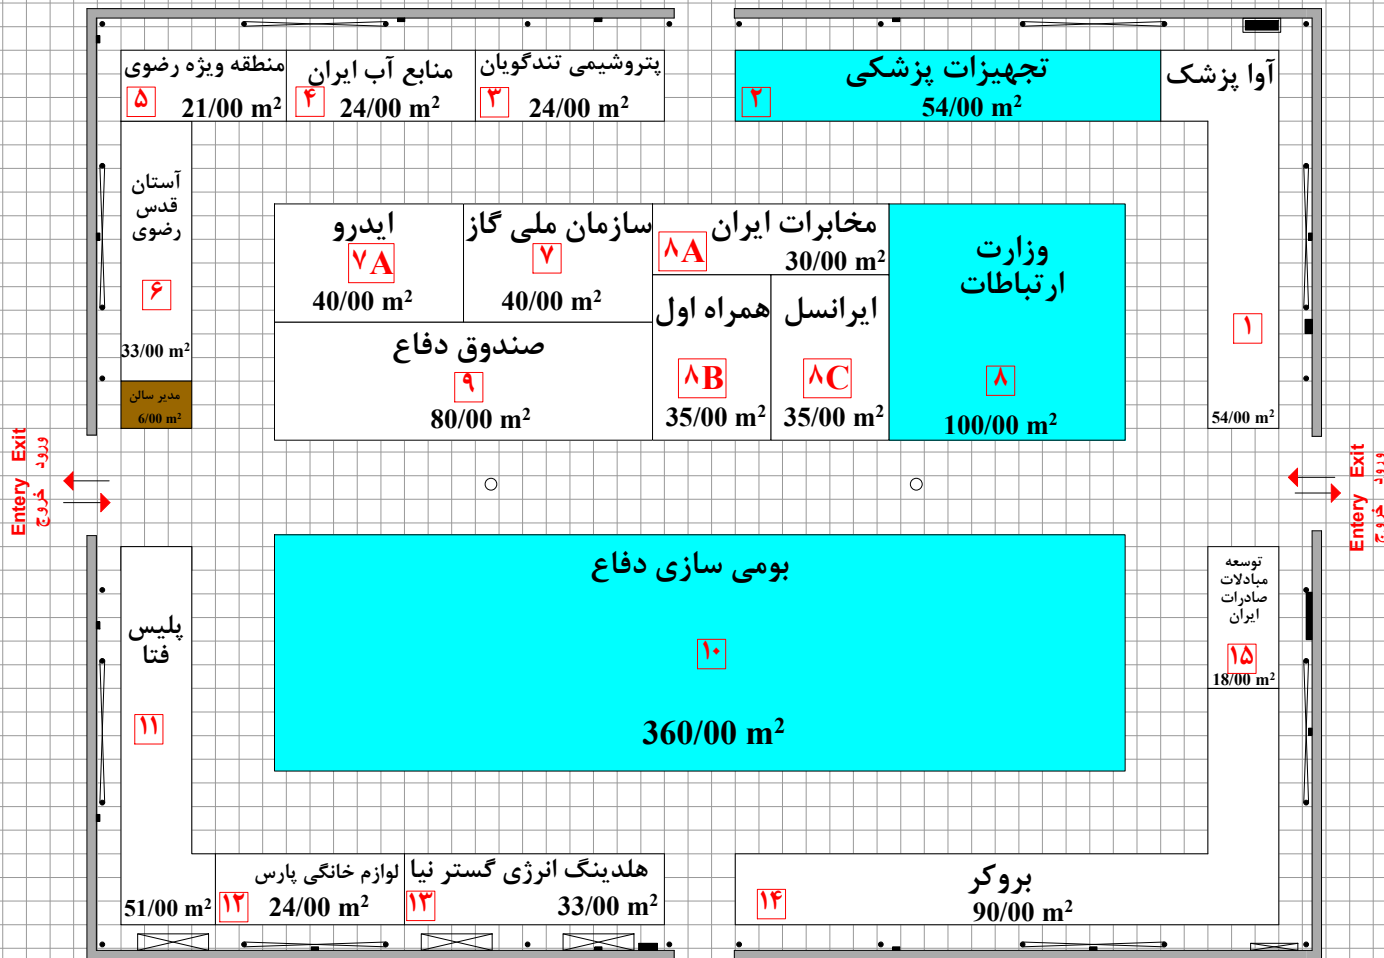 منطقه ویژه رضوی
۵
21/00 m²
منابع آب ایران
۴
24/00 m²
پتروشیمی تندگویان
۳
24/00 m²
تجهیزات پزشکی
۲
54/00 m²
آوا پزشک
۱
54/00 m²
آستان
قدس
رضوی
۶
33/00 m²
مدیر سالن
6/00 m²
ایدرو
۷A
40/00 m²
سازمان ملی گاز
۷
40/00 m²
مخابرات ایران
۸A
30/00 m²
همراه اول
۸B
35/00 m²
ایرانسل
۸C
35/00 m²
وزارت
ارتباطات
۸
100/00 m²
صندوق دفاع
۹
80/00 m²
Entery Exit
ورود خروج
Entery Exit
ورود خروج
بومی سازی دفاع
۱۰
360/00 m²
پلیس
فتا
۱۱
51/00 m²
توسعه
مبادلات
صادرات
ایران
۱۵
18/00 m²
لوازم خانگی پارس
۱۲
24/00 m²
هلدینگ انرژی گستر نیا
۱۳
33/00 m²
بروکر
۱۴
90/00 m²